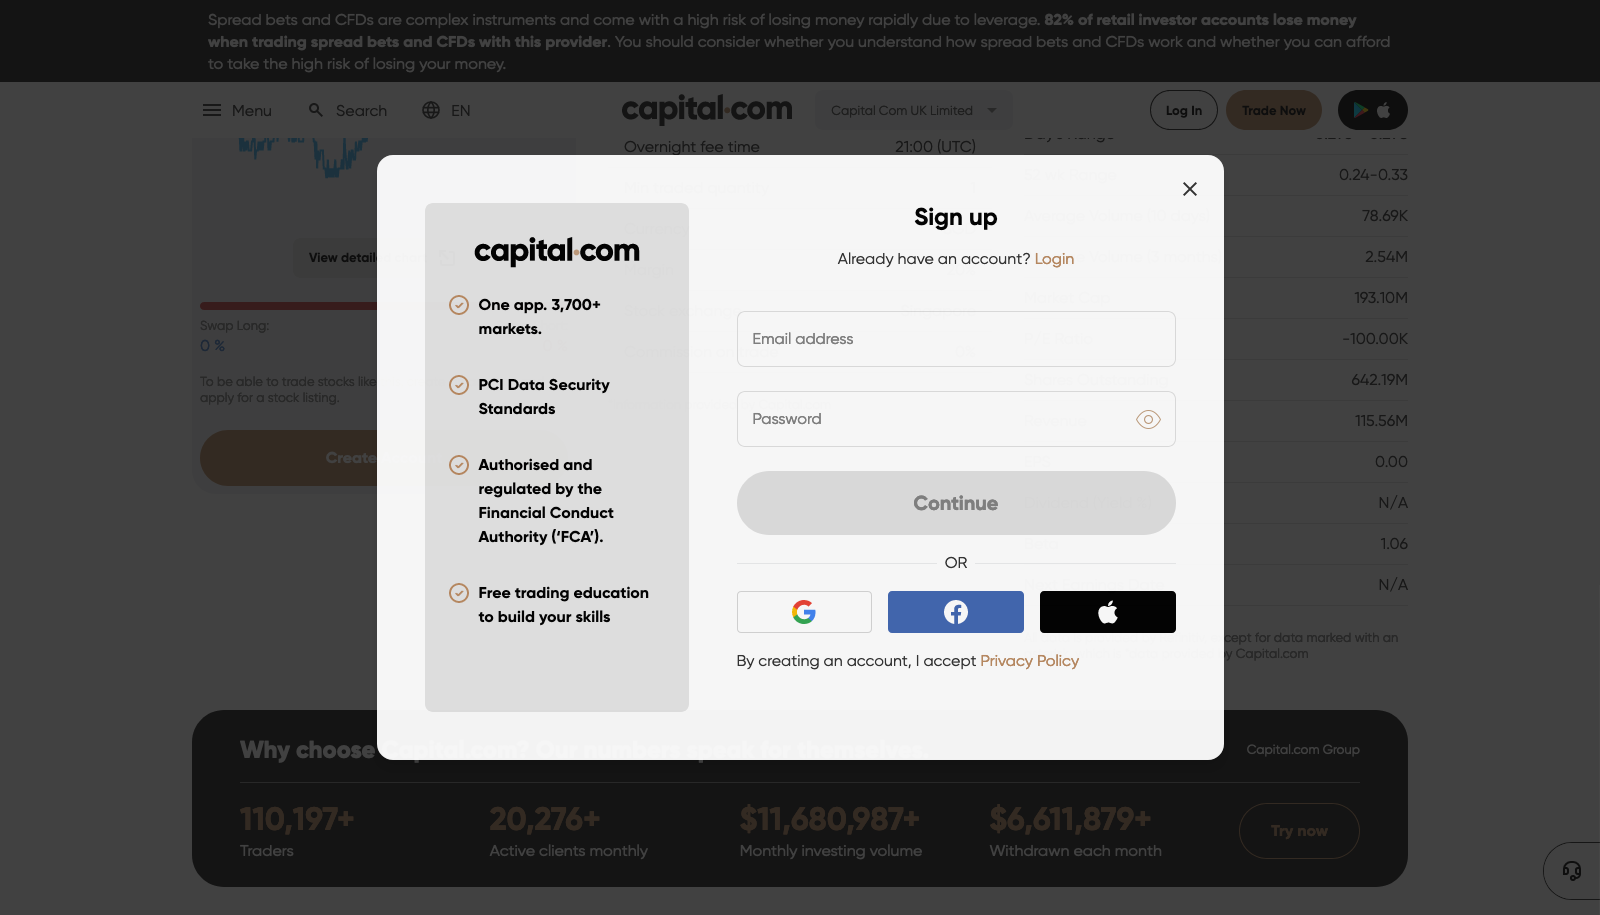 Spread bets and CFDs are complex instruments and come with a high risk of losing money rapidly due to leverage. 82% of retail investor accounts lose money
when trading spread bets and CFDs with this provider. You should consider whether you understand how spread bets and CFDs work and whether you can afford
to take the high risk of losing your money.
Menu
Search
EN
capital.com
Capital Com UK Limited
Log In
Trade Now
Overnight fee time
21:00 (UTC)
0.24-0.33
78.69K
2.54M
193.10M
-100.00K
642.19M
115.56M
0.00
N/A
1.06
N/A
View
Swap Long:
0 %
To be able to trade stocks like
apply for a stock listing.
Create
capital.com
One app. 3,700+
markets.
PCI Data Security
Standards
Authorised and
regulated by the
Financial Conduct
Authority (‘FCA’).
Free trading education
to build your skills
Sign up
Already have an account? Login
Email address
Password
Continue
OR
By creating an account, I accept Privacy Policy
for data marked with an
by Capital.com
Why choose Capital.com? Our numbers speak for themselves.
Capital.com Group
110,197+
Traders
20,276+
Active clients monthly
$11,680,987+
Monthly investing volume
$6,611,879+
Withdrawn each month
Try now